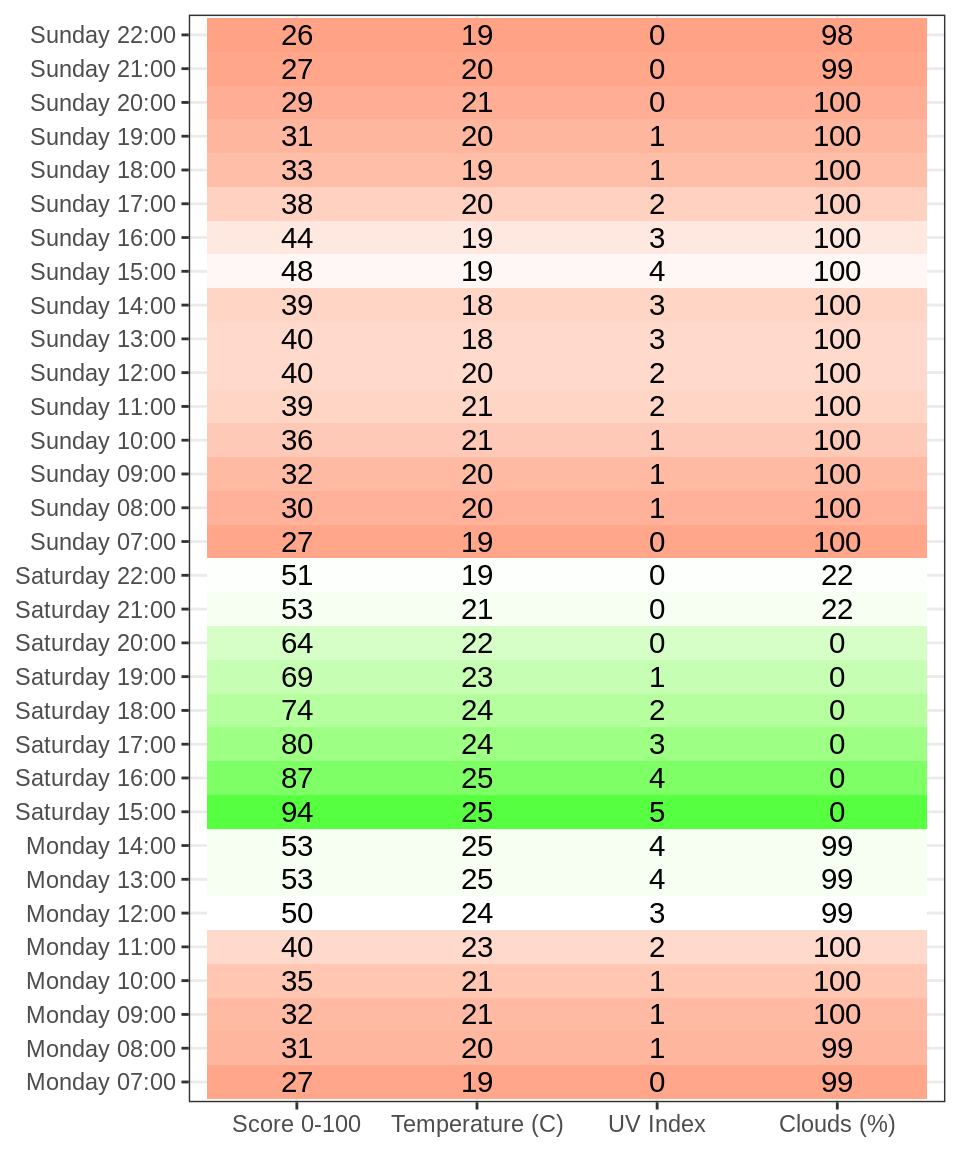 Sunday 22:00 26 19 0 98
Sunday 21:00 27 20 0 99
Sunday 20:00 29 21 0 100
Sunday 19:00 31 20 1 100
Sunday 18:00 33 19 1 100
Sunday 17:00 38 20 2 100
Sunday 16:00 44 19 3 100
Sunday 15:00 48 19 4 100
Sunday 14:00 39 18 3 100
Sunday 13:00 40 18 3 100
Sunday 12:00 40 20 2 100
Sunday 11:00 39 21 2 100
Sunday 10:00 36 21 1 100
Sunday 09:00 32 20 1 100
Sunday 08:00 30 20 1 100
Sunday 07:00 27 19 0 100
Saturday 22:00 51 19 0 22
Saturday 21:00 53 21 0 22
Saturday 20:00 64 22 0 0
Saturday 19:00 69 23 1 0
Saturday 18:00 74 24 2 0
Saturday 17:00 80 24 3 0
Saturday 16:00 87 25 4 0
Saturday 15:00 94 25 5 0
Monday 14:00 53 25 4 99
Monday 13:00 53 25 4 99
Monday 12:00 50 24 3 99
Monday 11:00 40 23 2 100
Monday 10:00 35 21 1 100
Monday 09:00 32 21 1 100
Monday 08:00 31 20 1 99
Monday 07:00 27 19 0 99
Score 0-100 Temperature (C) UV Index Clouds (%)